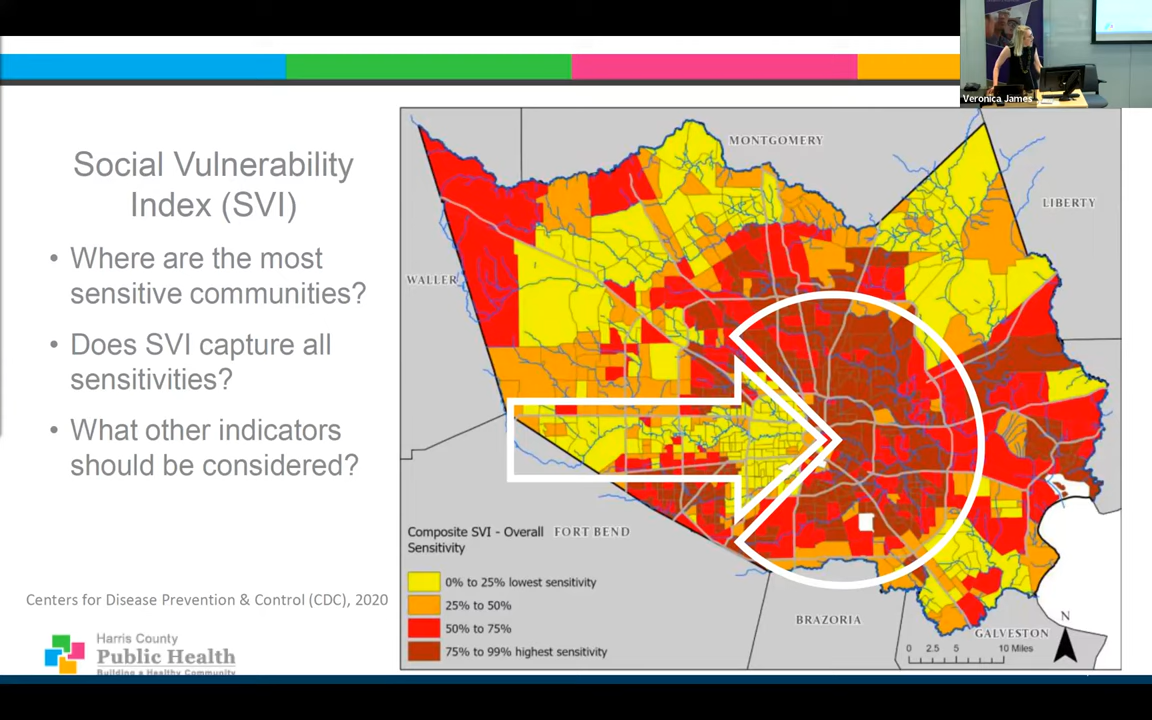 Veronica James
Social Vulnerability
Index (SVI)
• Where are the most
sensitive communities?
• Does SVI capture all
sensitivities?
• What other indicators
should be considered?
Centers for Disease Prevention & Control (CDC), 2020
Harris County
Public Health
Building a Healthy Community
MONTGOMERY
LIBERTY
WALLER
FORT BEND
BRAZORIA
GALVESTON
Composite SVI - Overall
Sensitivity
0% to 25% lowest sensitivity
25% to 50%
50% to 75%
75% to 99% highest sensitivity
N
0 2.5 5 10 Miles